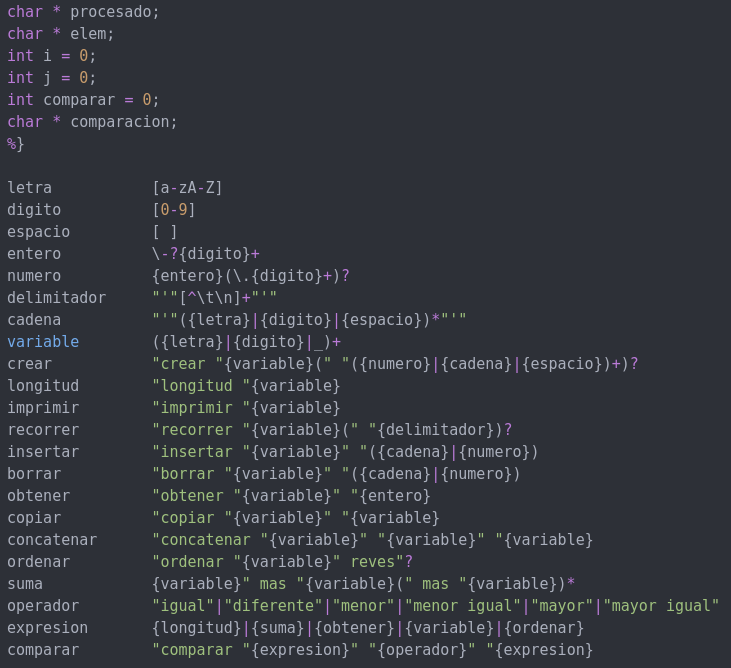 char * procesado;
char * elem;
int i = 0;
int j = 0;
int comparar = 0;
char * comparacion;
%}
letra [a-zA-Z]
digito [0-9]
espacio [ ]
entero \-?{digito}+
numero {entero}(\.{digito}+)?
delimitador "'"[^\t\n]+"'"
cadena "'"({letra}|{digito}|{espacio})*"'"
variable ({letra}|{digito}|_)+
crear "crear "{variable}(" "({numero}|{cadena}|{espacio})+)?
longitud "longitud "{variable}
imprimir "imprimir "{variable}
recorrer "recorrer "{variable}(" "{delimitador})?
insertar "insertar "{variable}" "({cadena}|{numero})
borrar "borrar "{variable}" "({cadena}|{numero})
obtener "obtener "{variable}" "{entero}
copiar "copiar "{variable}" "{variable}
concatenar "concatenar "{variable}" "{variable}" "{variable}
ordenar "ordenar "{variable}" reves"?
suma {variable}" mas "{variable}(" mas "{variable})*
operador "igual"|"diferente"|"menor"|"menor igual"|"mayor"|"mayor igual"
expresion {longitud}|{suma}|{obtener}|{variable}|{ordenar}
comparar "comparar "{expresion}" "{operador}" "{expresion}